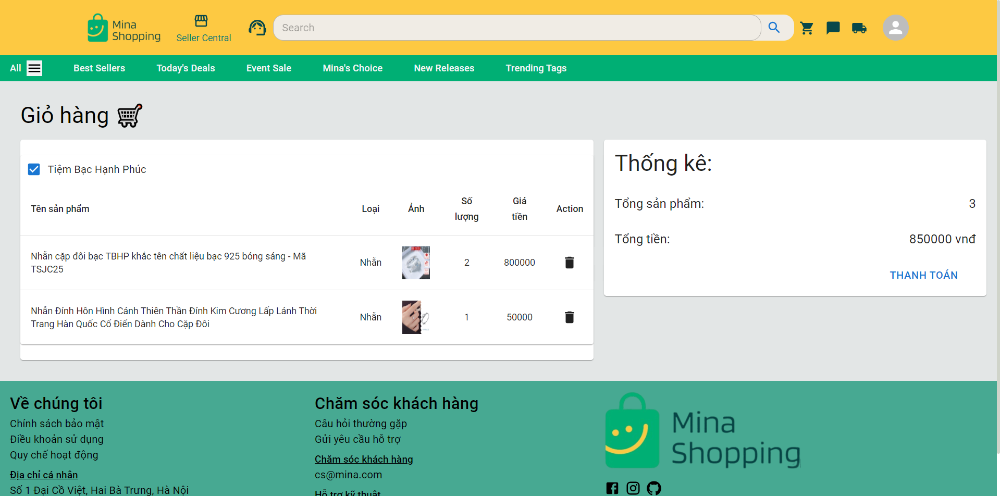 Mina
Shopping
Seller Central
Search
All
Best Sellers
Today's Deals
Event Sale
Mina's Choice
New Releases
Trending Tags
Giỏ hàng
Tiệm Bạc Hạnh Phúc
Tên sản phẩm
Loại
Ảnh
Số
lượng
Giá
tiền
Action
Nhẫn cặp đôi bạc TBHP khắc tên chất liệu bạc 925 bóng sáng - Mã
TSJC25
Nhẫn
2
800000
Nhẫn Đính Hôn Hình Cánh Thiên Thần Đính Kim Cương Lấp Lánh Thời
Trang Hàn Quốc Cổ Điển Dành Cho Cặp Đôi
Nhẫn
1
50000
Thống kê:
Tổng sản phẩm: 3
Tổng tiền: 850000 vnđ
THANH TOÁN
Về chúng tôi
Chính sách bảo mật
Điều khoản sử dụng
Quy chế hoạt động
Địa chỉ cá nhân
Số 1 Đại Cồ Việt, Hai Bà Trưng, Hà Nội
Chăm sóc khách hàng
Câu hỏi thường gặp
Gửi yêu cầu hỗ trợ
Chăm sóc khách hàng
cs@mina.com
Hỗ trợ kỹ thuật
Mina
Shopping